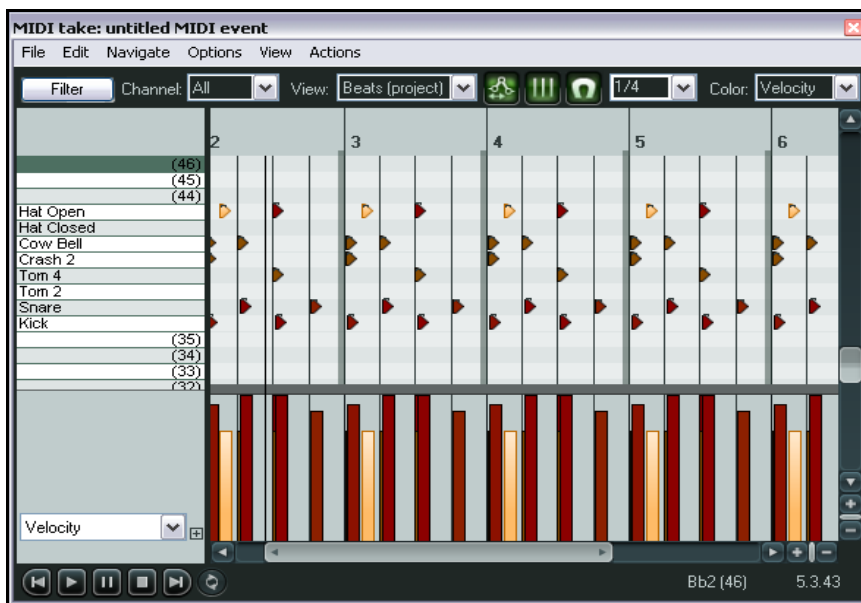 MIDI take: untitled MIDI event
File Edit Navigate Options View Actions
Filter Channel: All View: Beats (project) 1/4 Color: Velocity
2 3 4 5 6
(46)
(45)
(44)
Hat Open
Hat Closed
Cow Bell
Crash 2
Tom 4
Tom 2
Snare
Kick
(35)
(34)
(33)
(32)
Velocity
Bb2 (46) 5.3.43